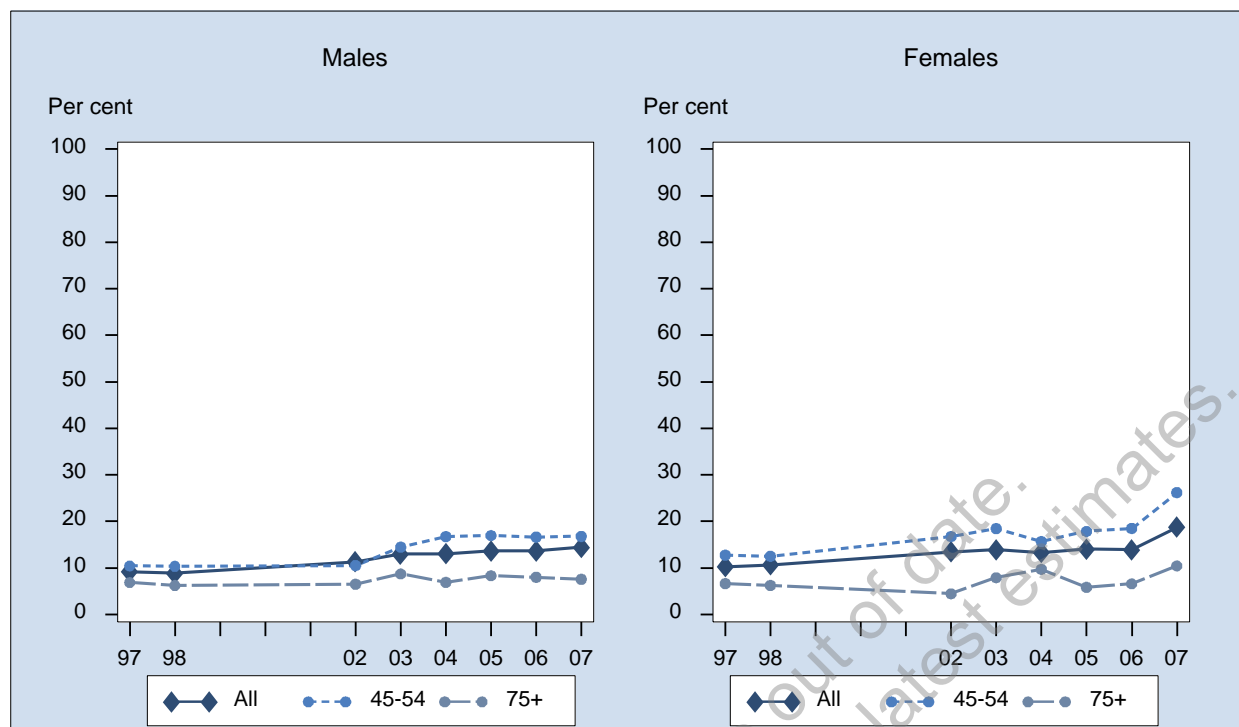 Males
Per cent
100
90
80
70
60
50
40
30
20
10
0
97 98 02 03 04 05 06 07
All 45-54 75+
Females
Per cent
100
90
80
70
60
50
40
30
20
10
0
97 98 02 03 04 05 06 07
All 45-54 75+
out of date.
latest estimates.